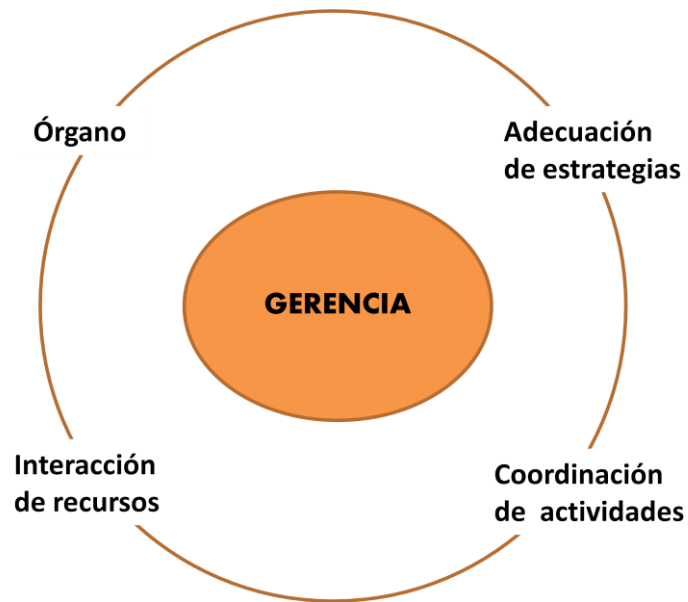 Órgano
Adecuación
de estrategias
GERENCIA
Interacción
de recursos
Coordinación
de actividades